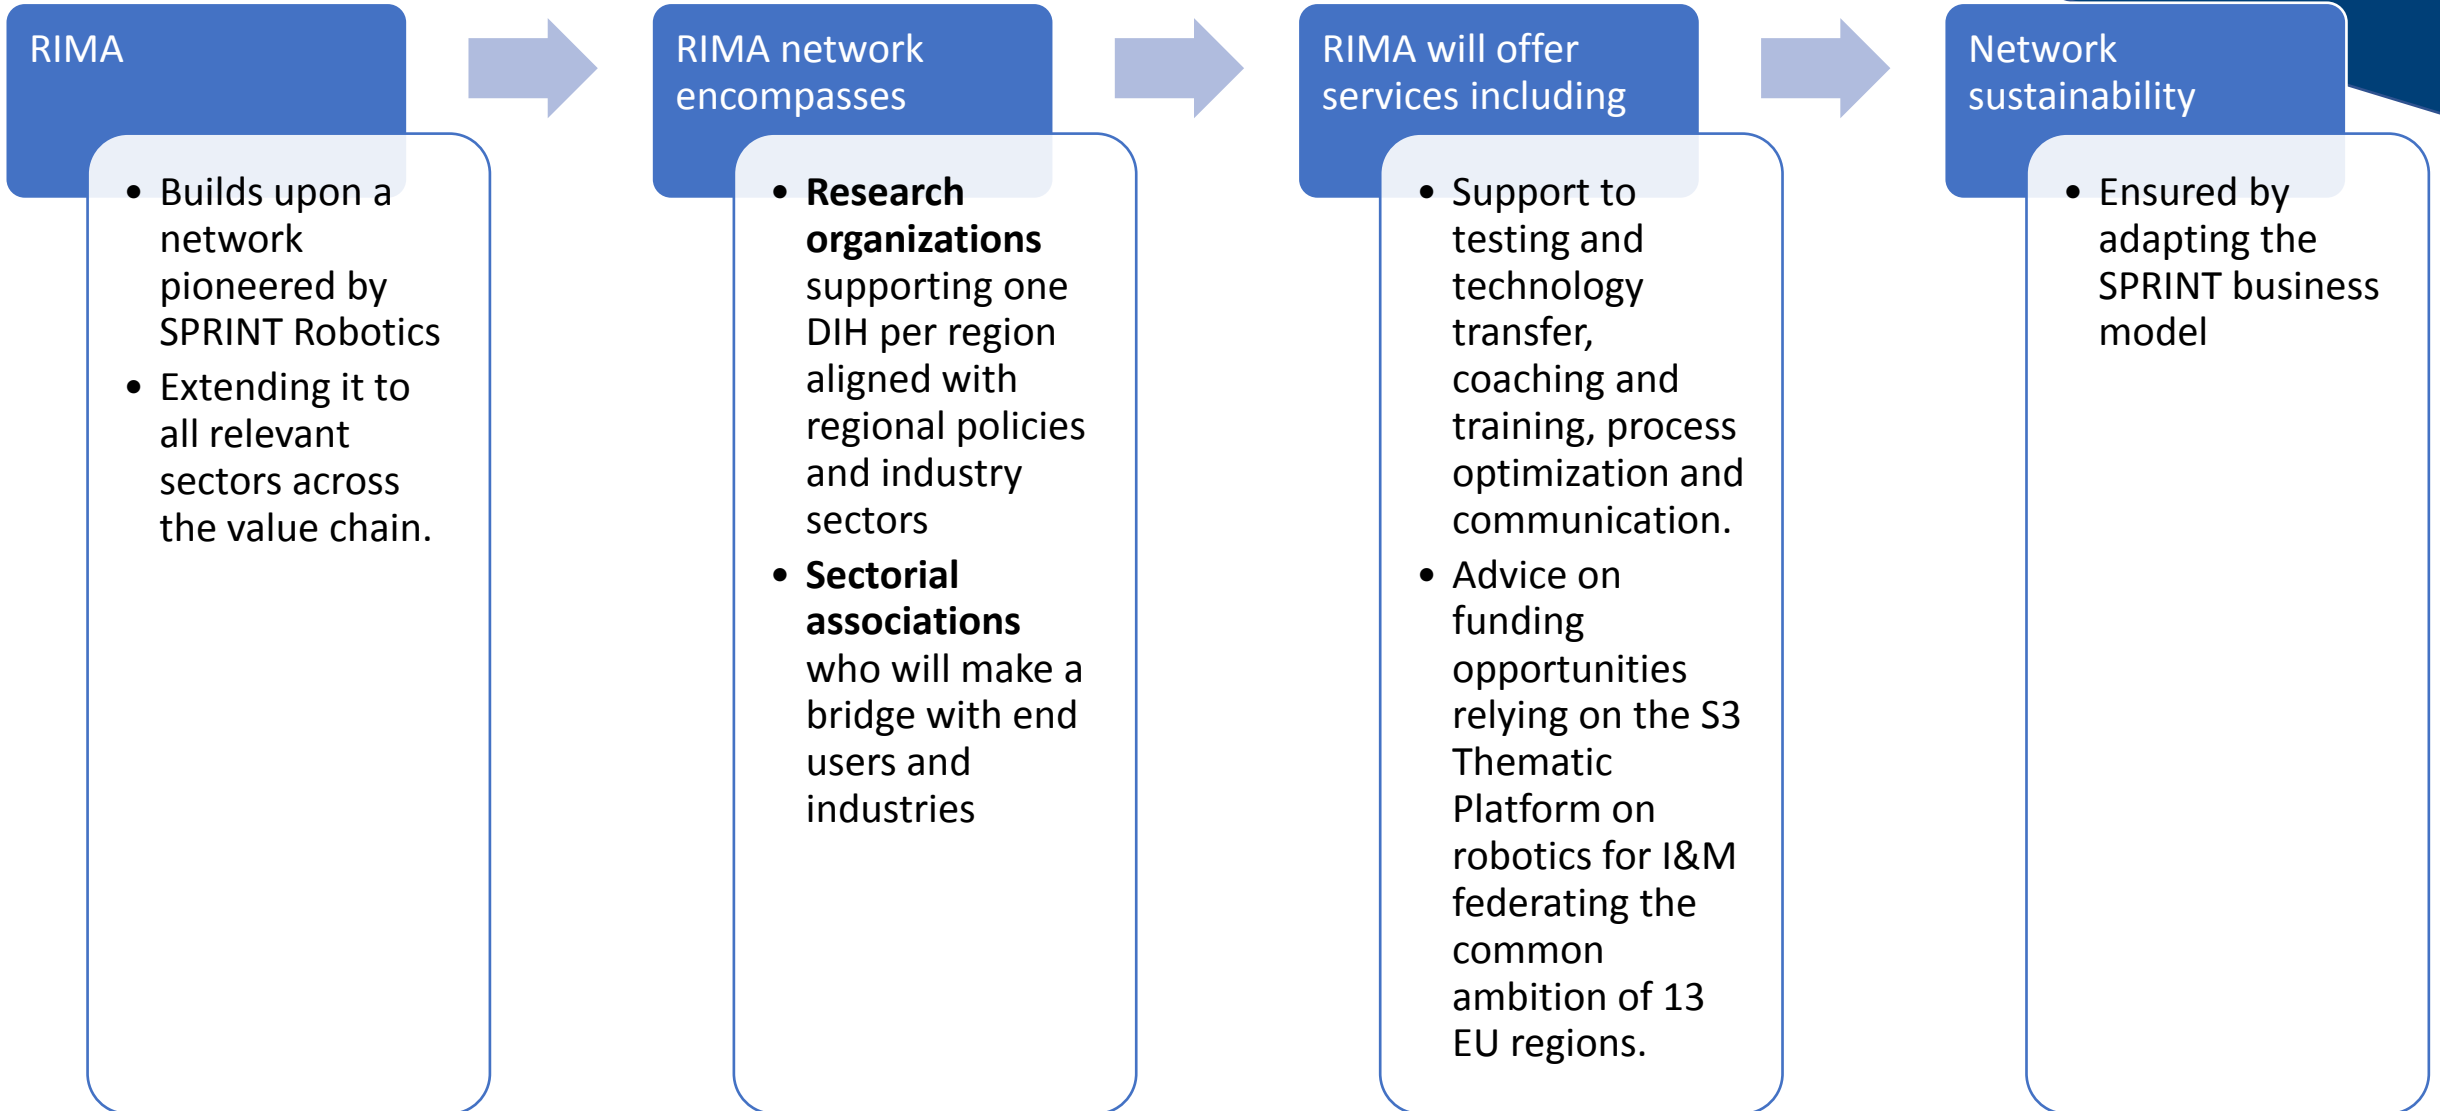 RIMA
• Builds upon a
network
pioneered by
SPRINT Robotics
• Extending it to
all relevant
sectors across
the value chain.
RIMA network
encompasses
• Research
organizations
supporting one
DIH per region
aligned with
regional policies
and industry
sectors
• Sectorial
associations
who will make a
bridge with end
users and
industries
RIMA will offer
services including
• Support to
testing and
technology
transfer,
coaching and
training, process
optimization and
communication.
• Advice on
funding
opportunities
relying on the S3
Thematic
Platform on
robotics for I&M
federating the
common
ambition of 13
EU regions.
Network
sustainability
• Ensured by
adapting the
SPRINT business
model